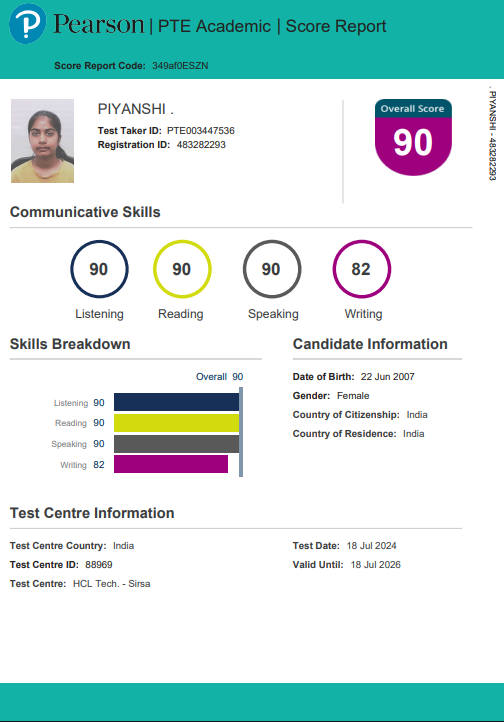 Pearson | PTE Academic | Score Report
Score Report Code: 349af0ESZN
. PIYANSHI - 483282293
PIYANSHI .
Test Taker ID: PTE003447536
Registration ID: 483282293
Overall Score
90
Communicative Skills
90 90 90 82
Listening Reading Speaking Writing
Skills Breakdown
Overall 90
Listening 90
Reading 90
Speaking 90
Writing 82
Candidate Information
Date of Birth: 22 Jun 2007
Gender: Female
Country of Citizenship: India
Country of Residence: India
Test Centre Information
Test Centre Country: India
Test Centre ID: 88969
Test Centre: HCL Tech. - Sirsa
Test Date: 18 Jul 2024
Valid Until: 18 Jul 2026